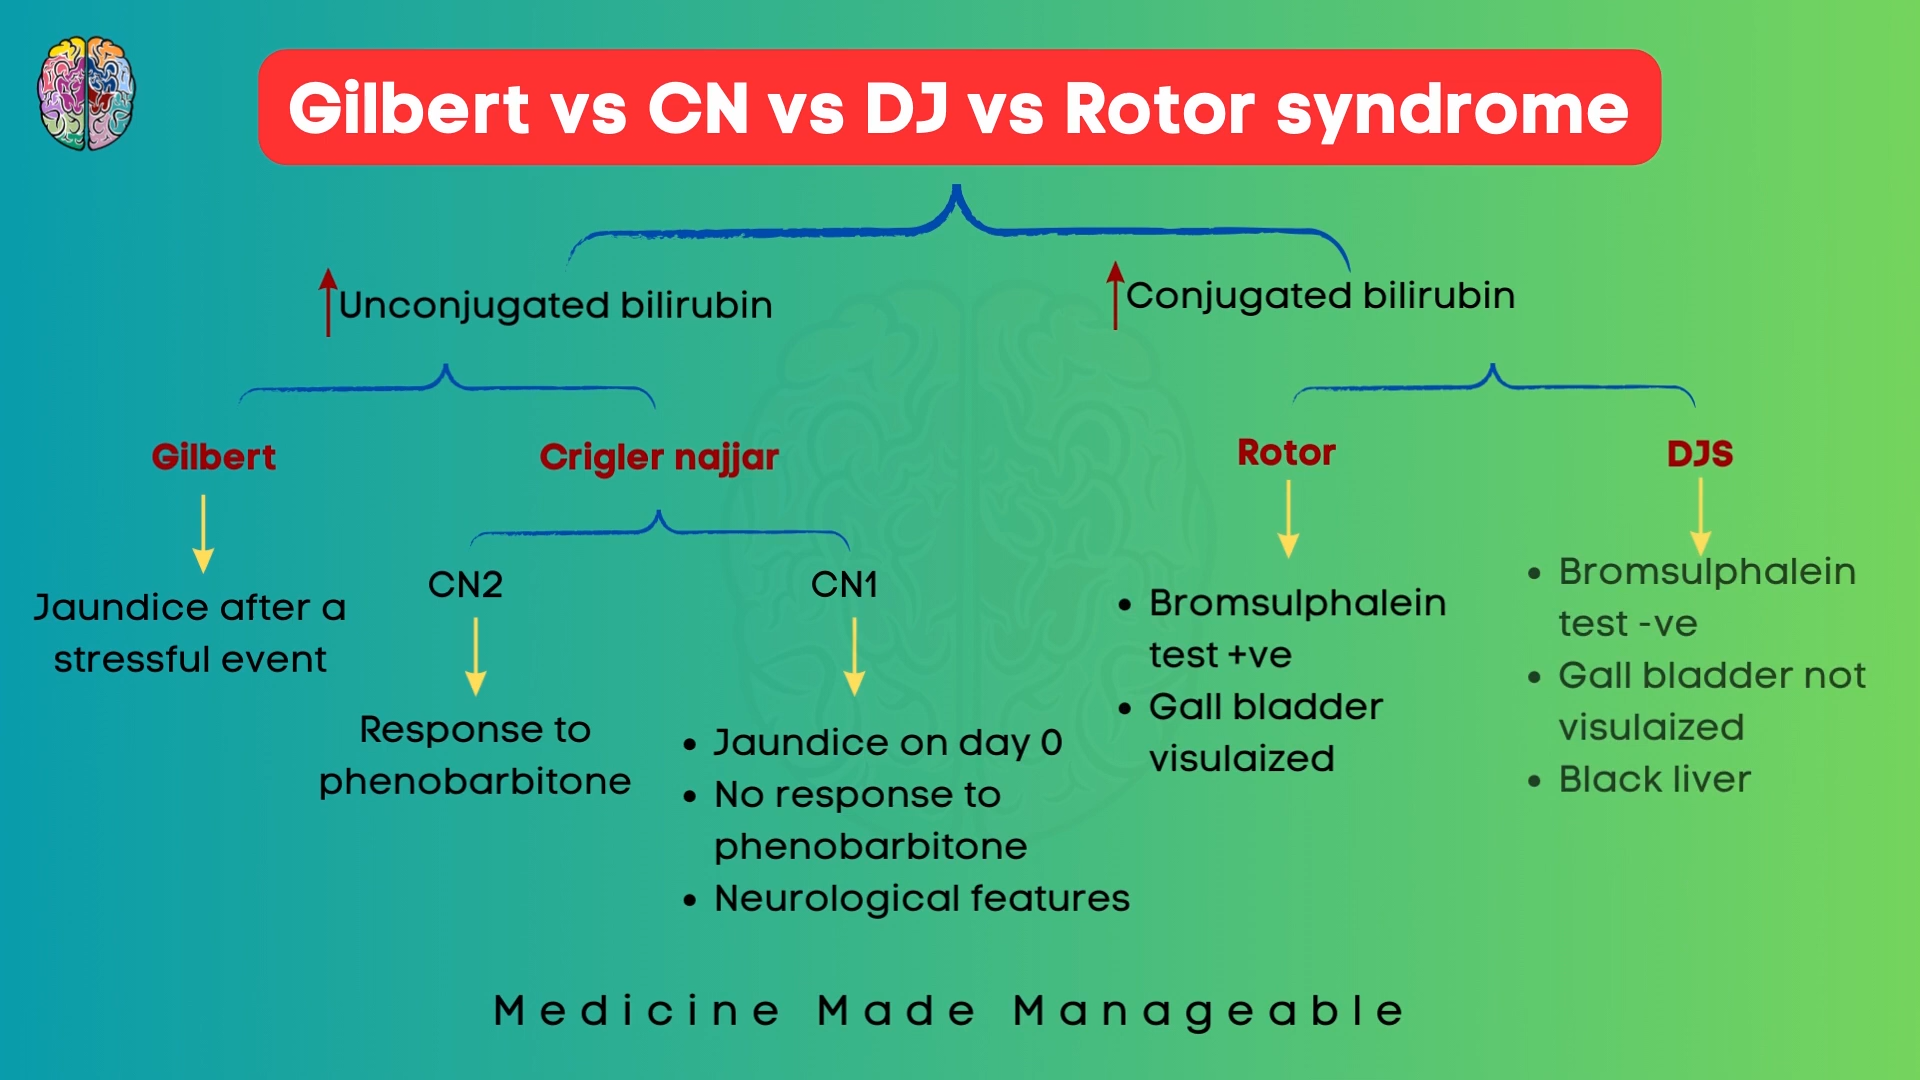 Gilbert vs CN vs DJ vs Rotor syndrome
Unconjugated bilirubin
Conjugated bilirubin
Gilbert
Crigler najjar
Rotor
DJS
Jaundice after a
stressful event
CN2
Response to
phenobarbitone
CN1
• Jaundice on day 0
• No response to
phenobarbitone
• Neurological features
• Bromsulphalein
test +ve
• Gall bladder
visulaized
• Bromsulphalein
test -ve
• Gall bladder not
visulaized
• Black liver
Medicine Made Manageable